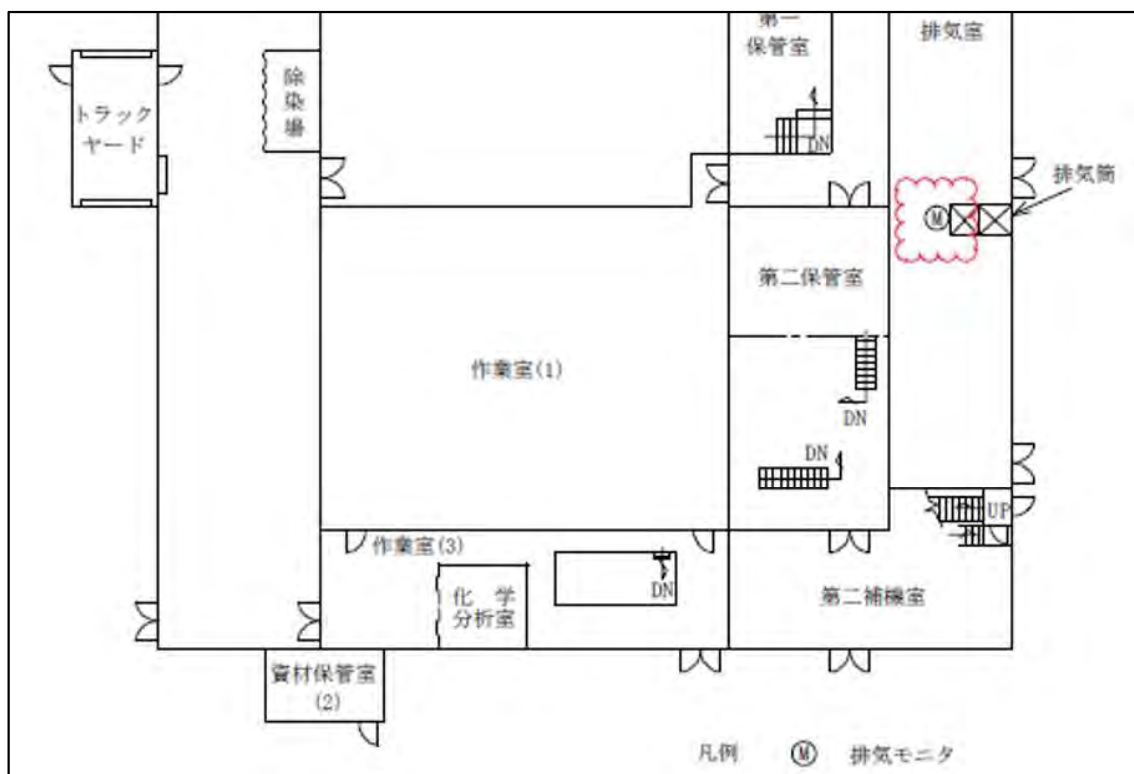 第一
保管室
排気室
除
染
場
トラック
ヤード
DN
排気筒
M
第二保管室
作業室(1)
DN
DN
UP
作業室(3)
DN
化 学
分析室
第二補機室
資材保管室
(2)
凡例 M 排気モニタ